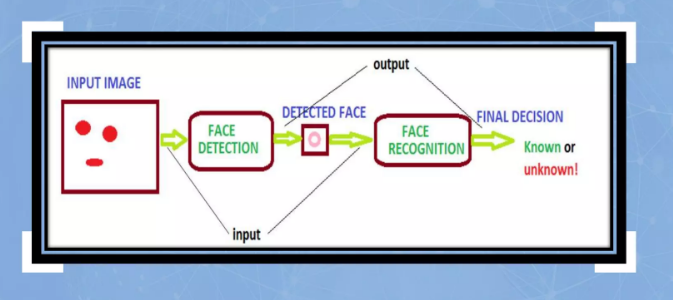 output
INPUT IMAGE
DETECTED FACE
FINAL DECISION
FACE
DETECTION
FACE
RECOGNITION
Known or
unknown!
input